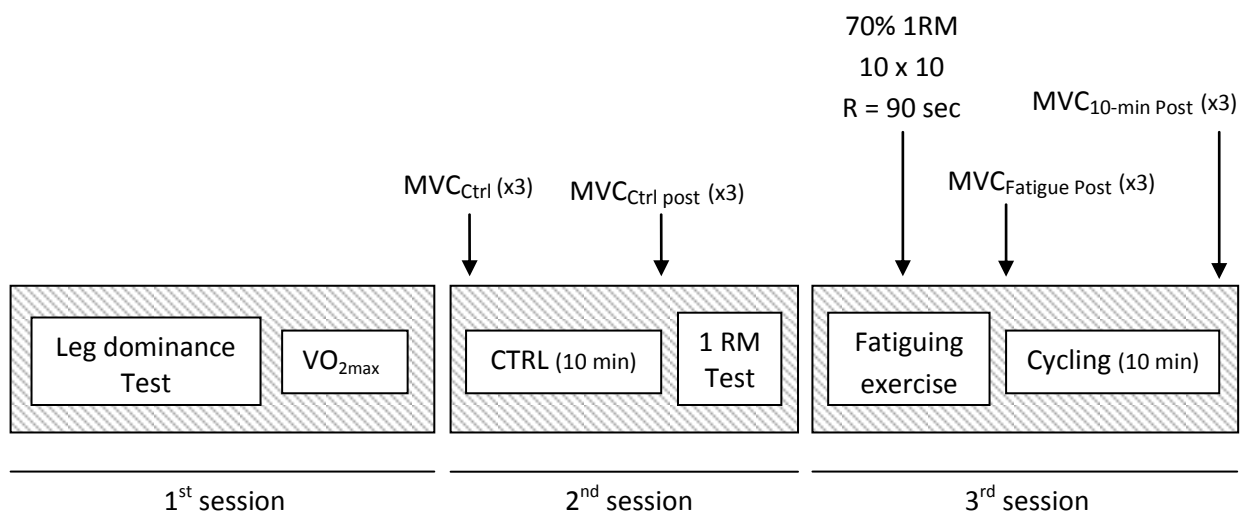 70% 1RM
10 x 10
R = 90 sec
MVC10-min Post (x3)
MVCCtrl (x3)
MVCCtrl post (x3)
MVCFatigue Post (x3)
Leg dominance
Test
VO2max
CTRL (10 min)
1 RM
Test
Fatiguing
exercise
Cycling (10 min)
1st session
2nd session
3rd session